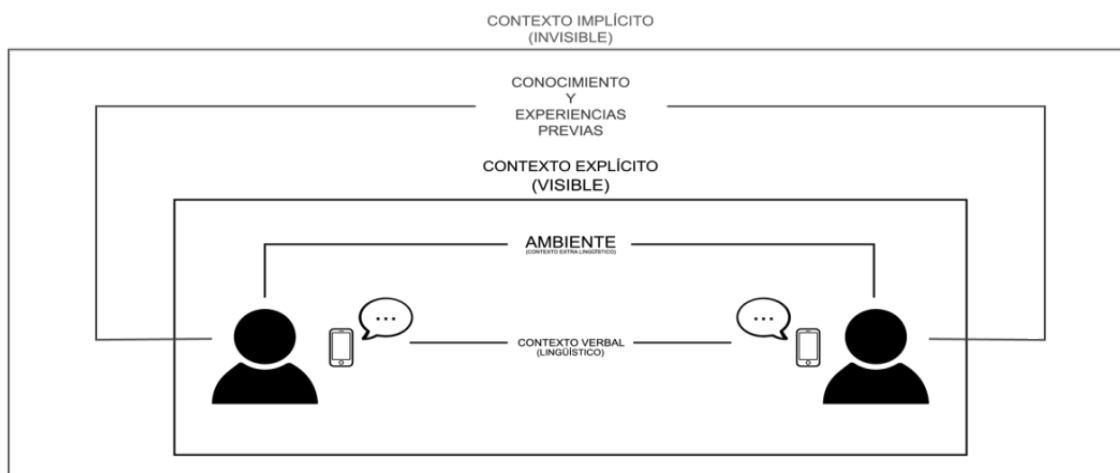 CONTEXTO IMPLÍCITO
(INVISIBLE)
CONOCIMIENTO
Y
EXPERIENCIAS
PREVIAS
CONTEXTO EXPLÍCITO
(VISIBLE)
AMBIENTE
(CONTEXTO EXTRA LINGÜÍSTICO)
...
...
CONTEXTO VERBAL
(LINGÜÍSTICO)